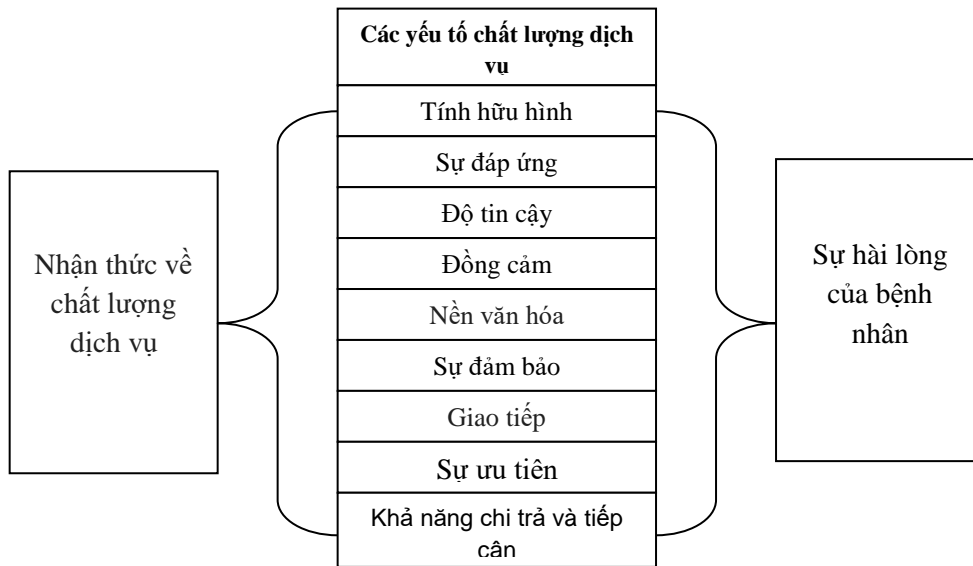 Các yếu tố chất lượng dịch
vụ
Tính hữu hình
Sự đáp ứng
Độ tin cậy
Đồng cảm
Nền văn hóa
Sự đảm bảo
Giao tiếp
Sự ưu tiên
Khả năng chi trả và tiếp
cận
Nhận thức về
chất lượng
dịch vụ
Sự hài lòng
của bệnh
nhân